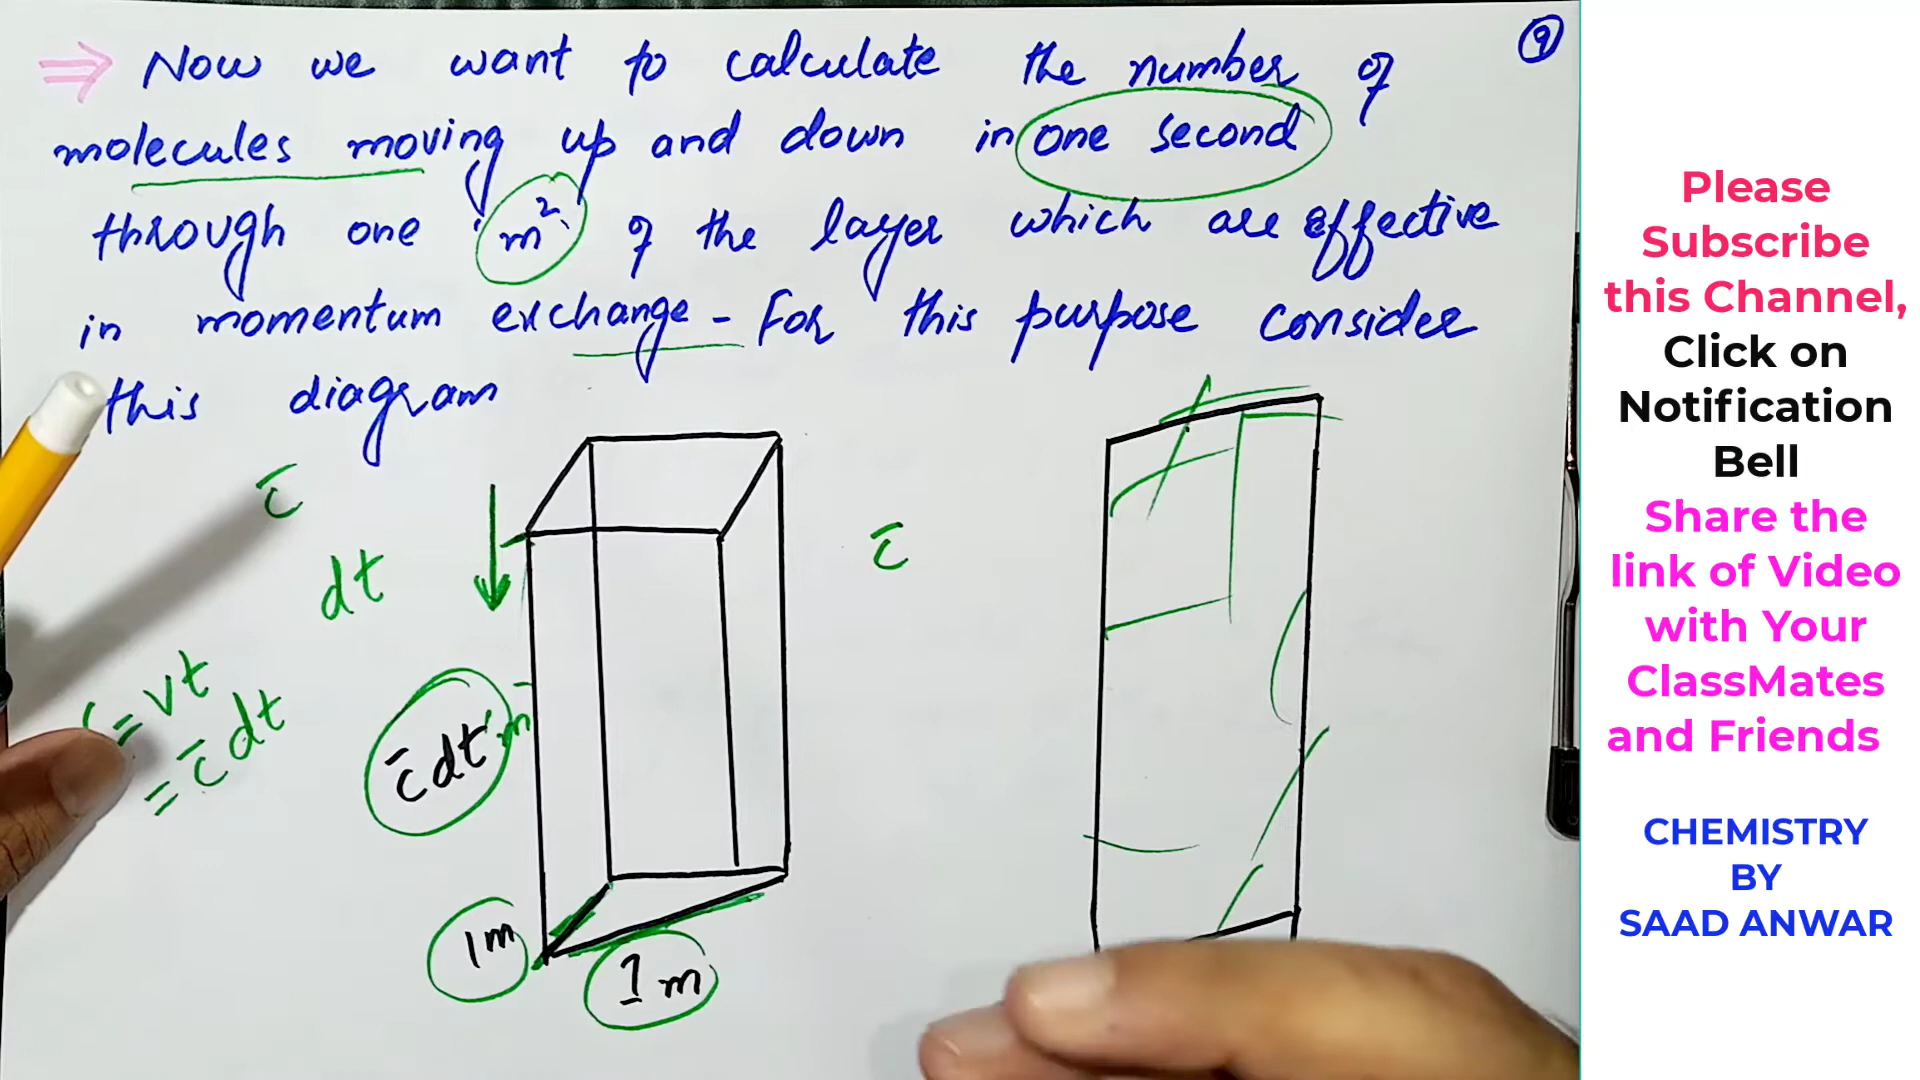 ⑨
⇒ Now we want to calculate the number of
molecules moving up and down in one second
through one m² of the layer which are effective
in momentum exchange - For this purpose consider
this diagram
c̄
dt
c̄
= vt
= c̄ dt
c̄ dt m
1m
1 m
Please
Subscribe
this Channel,
Click on
Notification
Bell
Share the
link of Video
with Your
ClassMates
and Friends
CHEMISTRY
BY
SAAD ANWAR